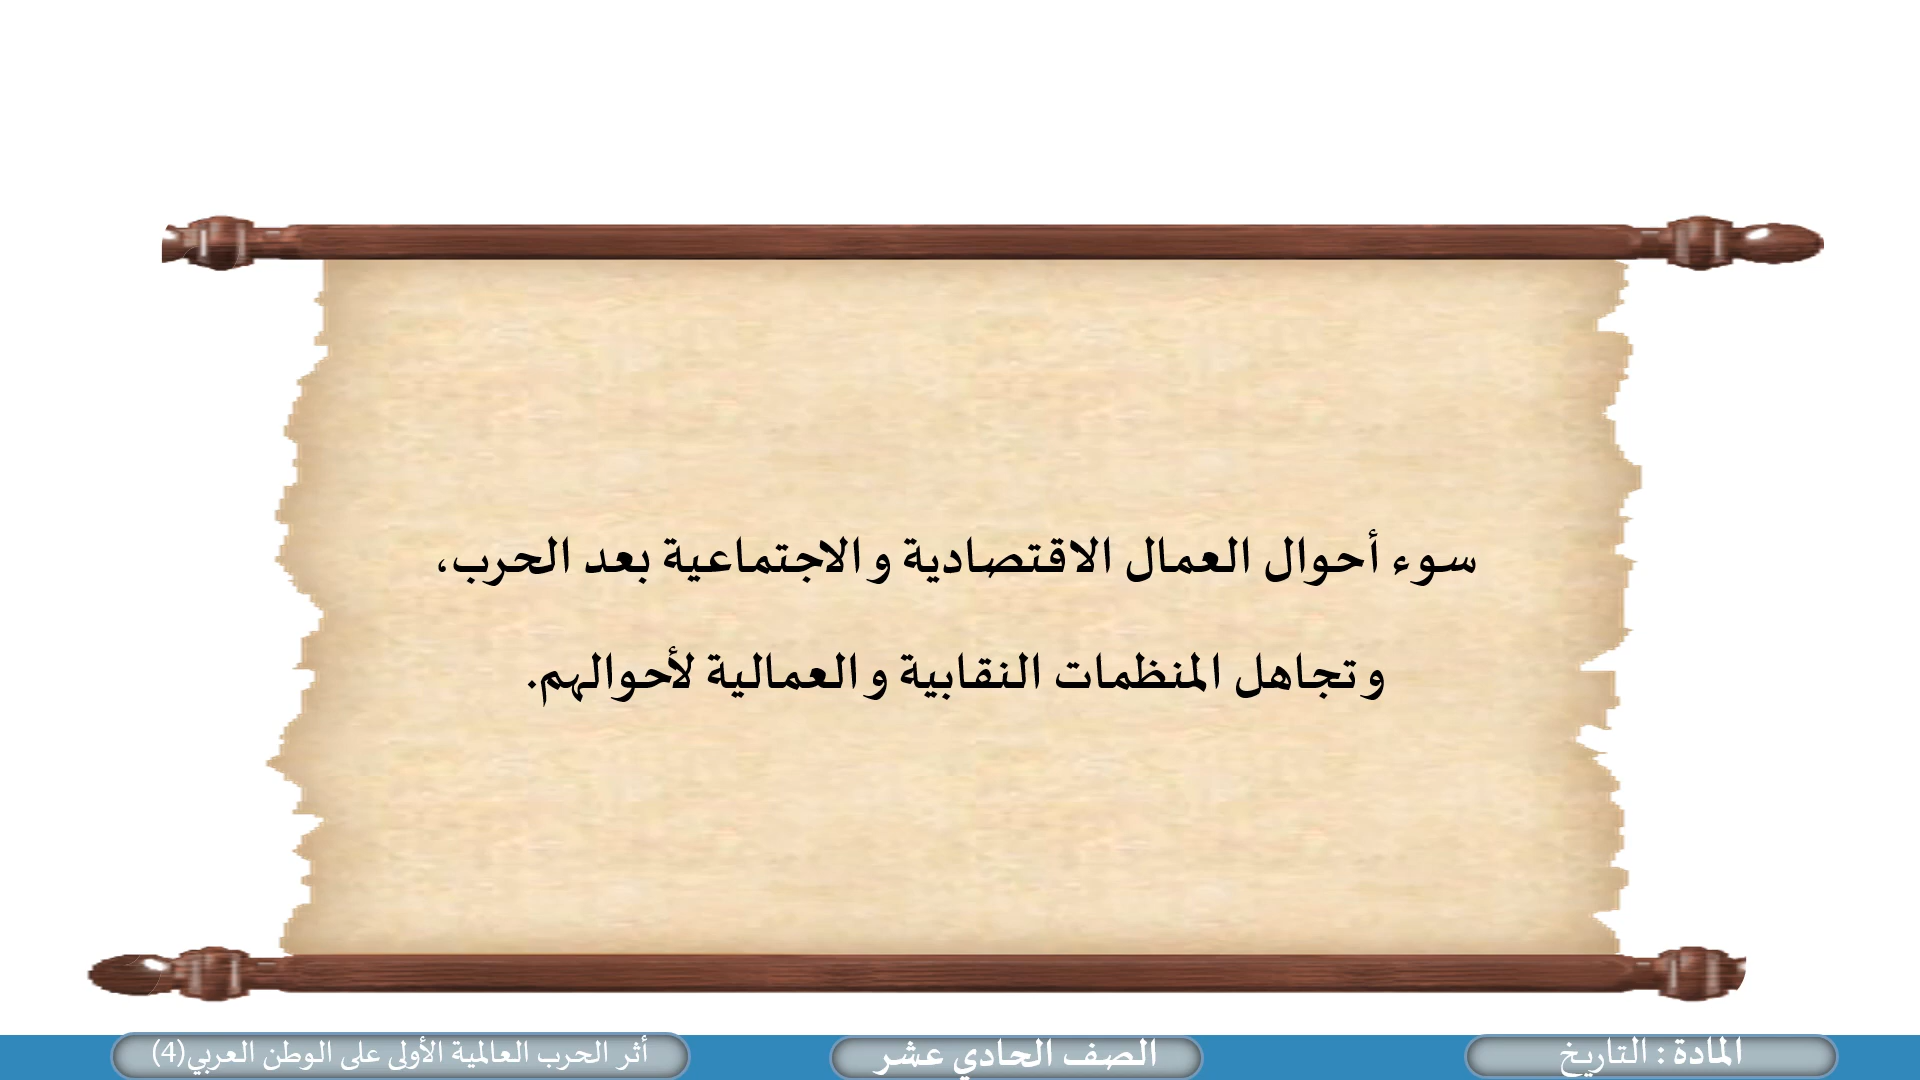 سوء أحوال العمال الاقتصادية والاجتماعية بعد الحرب،
وتجاهل المنظمات النقابية والعمالية لأحوالهم.
المادة : التاريخ
الصف الحادي عشر
أثر الحرب العالمية الأولى على الوطن العربي(4)